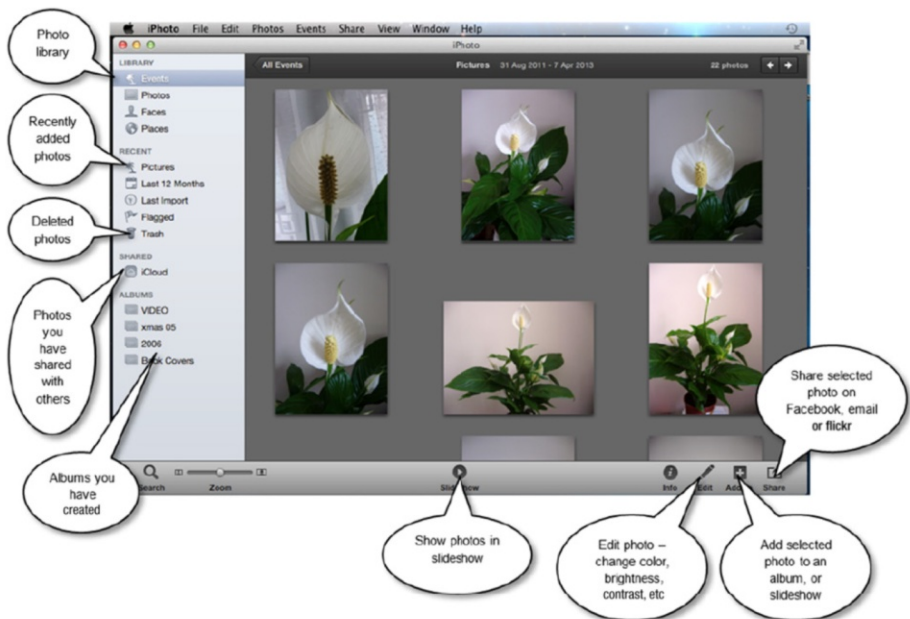 iPhoto File Edit Photos Events Share View Window Help
iPhoto
Photo
library
LIBRARY
Events
Photos
Faces
Places
All Events
Pictures 31 Aug 2011 - 7 Apr 2013
22 photos
Recently
added
photos
RECENT
Pictures
Last 12 Months
Last Import
Flagged
Trash
Deleted
photos
SHARED
iCloud
Photos
you
have
shared
with
others
ALBUMS
VIDEO
xmas 05
2006
Book Covers
Albums you
have
created
Share selected
photo on
Facebook, email
or flickr
Search
Zoom
Slideshow
Info
Edit
Add
Share
Show photos in
slideshow
Edit photo –
change color,
brightness,
contrast, etc
Add selected
photo to an
album, or
slideshow